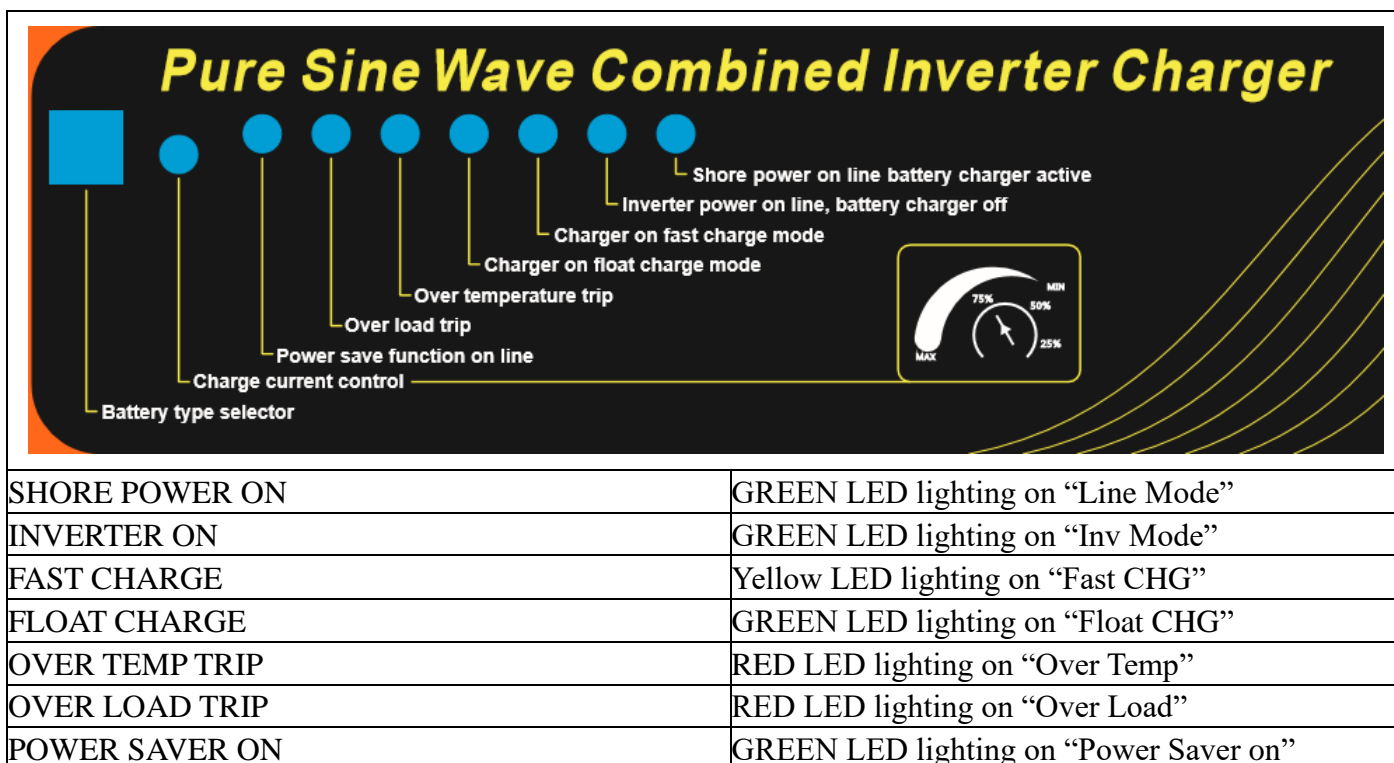 Pure Sine Wave Combined Inverter Charger
Shore power on line battery charger active
Inverter power on line, battery charger off
Charger on fast charge mode
Charger on float charge mode
Over temperature trip
Over load trip
Power save function on line
Charge current control
Battery type selector
MIN
75%
50%
25%
MAX
SHORE POWER ON GREEN LED lighting on “Line Mode”
INVERTER ON GREEN LED lighting on “Inv Mode”
FAST CHARGE Yellow LED lighting on “Fast CHG”
FLOAT CHARGE GREEN LED lighting on “Float CHG”
OVER TEMP TRIP RED LED lighting on “Over Temp”
OVER LOAD TRIP RED LED lighting on “Over Load”
POWER SAVER ON GREEN LED lighting on “Power Saver on”